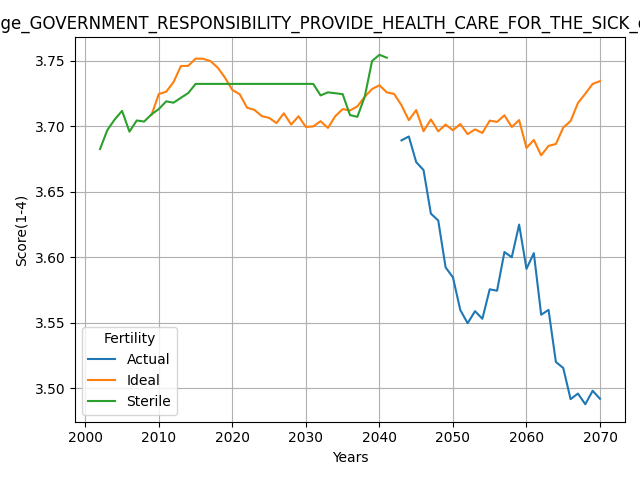 ge_GOVERNMENT_RESPONSIBILITY_PROVIDE_HEALTH_CARE_FOR_THE_SICK_
3.75
3.70
3.65
3.60
3.55
3.50
Score(1-4)
Fertility
Actual
Ideal
Sterile
2000 2010 2020 2030 2040 2050 2060 2070
Years